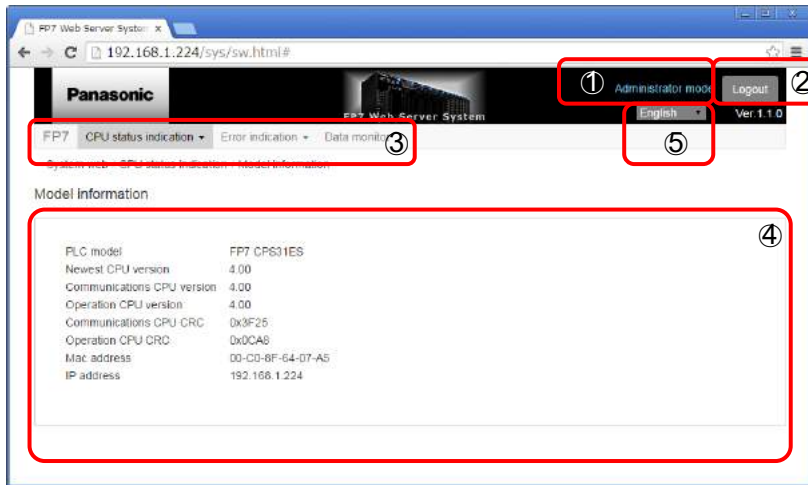 FP7 Web Server System x
192.168.1.224/sys/sw.html#
Panasonic
FP7 Web Server System
① Administrator mode
Logout ②
English
Ver.1.1.0
FP7 CPU status indication Error indication Data monitor
③
⑤
System web CPU status indication Model information
Model information
④
PLC model FP7 CPS31ES
Newest CPU version 4.00
Communications CPU version 4.00
Operation CPU version 4.00
Communications CPU CRC 0x3F25
Operation CPU CRC 0x0CA8
Mac address 00-C0-8F-64-07-A5
IP address 192.168.1.224